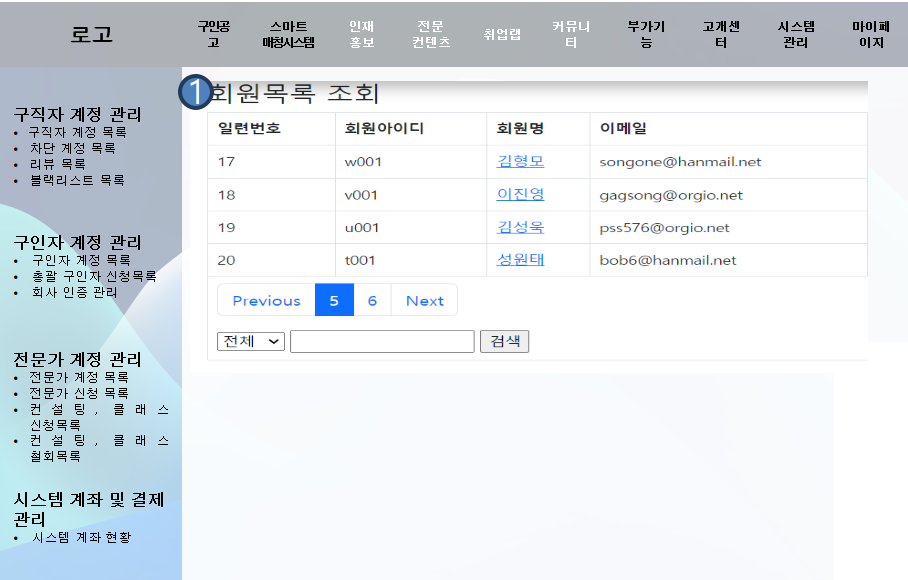 로고
구인공
고
스마트
매칭시스템
인재
홍보
전문
컨텐츠
취업랩
커뮤니
티
부가기
능
고개센
터
시스템
관리
마이페
이지
구직자 계정 관리
• 구직자 계정 목록
• 차단 계정 목록
• 리뷰 목록
• 블랙리스트 목록
구인자 계정 관리
• 구인자 계정 목록
• 총괄 구인자 신청목록
• 회사 인증 관리
전문가 계정 관리
• 전문가 계정 목록
• 전문가 신청 목록
• 컨 설 팅 , 클 래 스
신청목록
• 컨 설 팅 , 클 래 스
철회목록
시스템 계좌 및 결제
관리
• 시스템 계좌 현황
1 회원목록 조회
일련번호 회원아이디 회원명 이메일
17 w001 김형모 songone@hanmail.net
18 v001 이진영 gagsong@orgio.net
19 u001 김성욱 pss576@orgio.net
20 t001 성원태 bob6@hanmail.net
Previous 5 6 Next
전체 검색